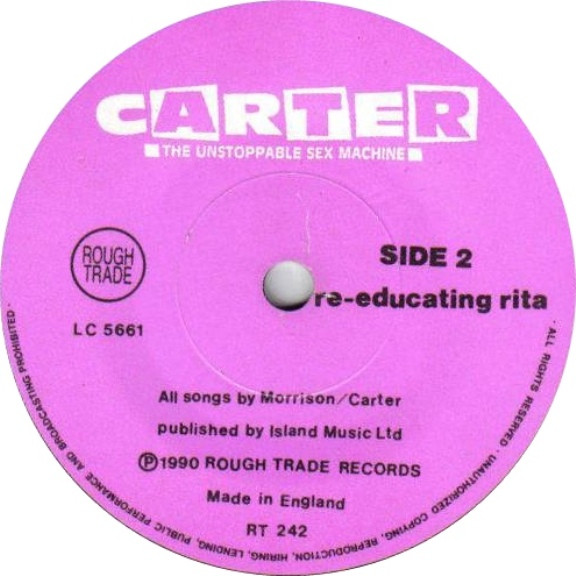 CARTER
THE UNSTOPPABLE SEX MACHINE
ROUGH
TRADE
LC 5661
SIDE 2
re-educating rita
All songs by Morrison/Carter
published by Island Music Ltd
Ⓟ1990 ROUGH TRADE RECORDS
Made in England
RT 242
· ALL RIGHTS RESERVED · UNAUTHORIZED COPYING, REPRODUCTION, HIRING, LENDING, PUBLIC PERFORMANCE AND BROADCASTING PROHIBITED ·